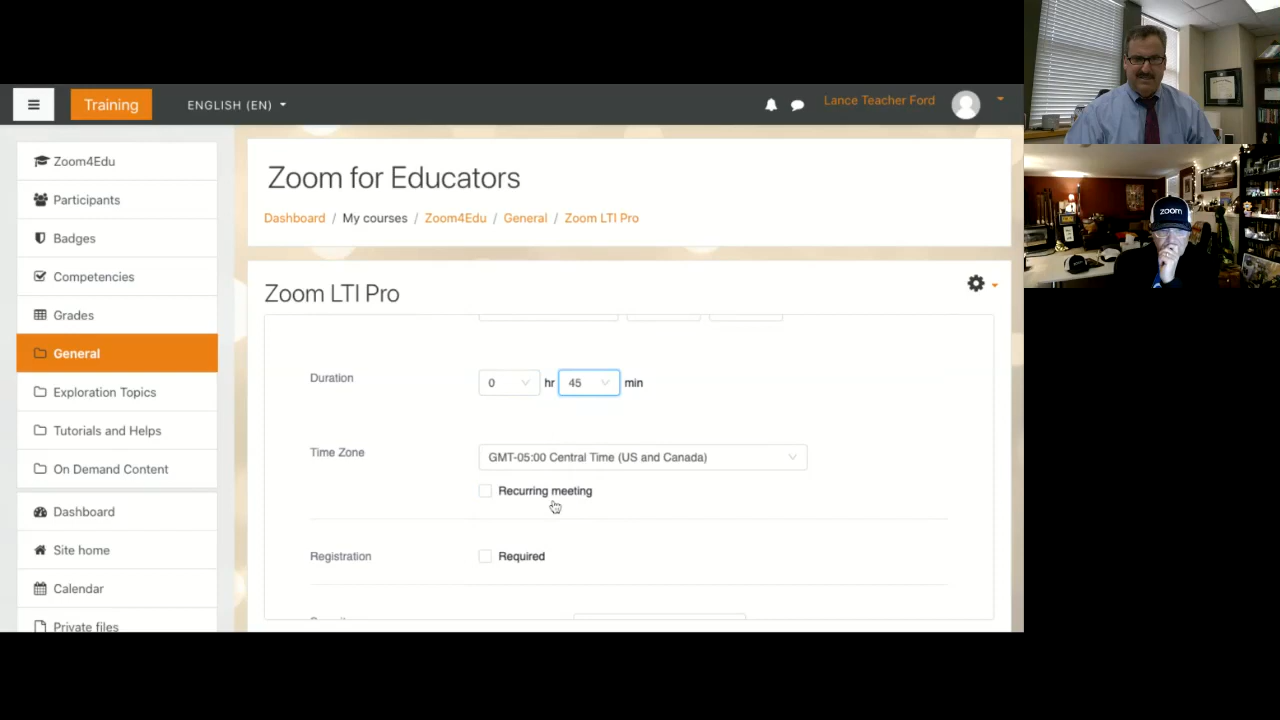 Training
ENGLISH (EN)
Lance Teacher Ford
Zoom4Edu
Participants
Badges
Competencies
Grades
General
Exploration Topics
Tutorials and Helps
On Demand Content
Dashboard
Site home
Calendar
Private files
Zoom for Educators
Dashboard / My courses / Zoom4Edu / General / Zoom LTI Pro
Zoom LTI Pro
Duration 0 hr 45 min
Time Zone GMT-05:00 Central Time (US and Canada)
Recurring meeting
Registration Required
zoom